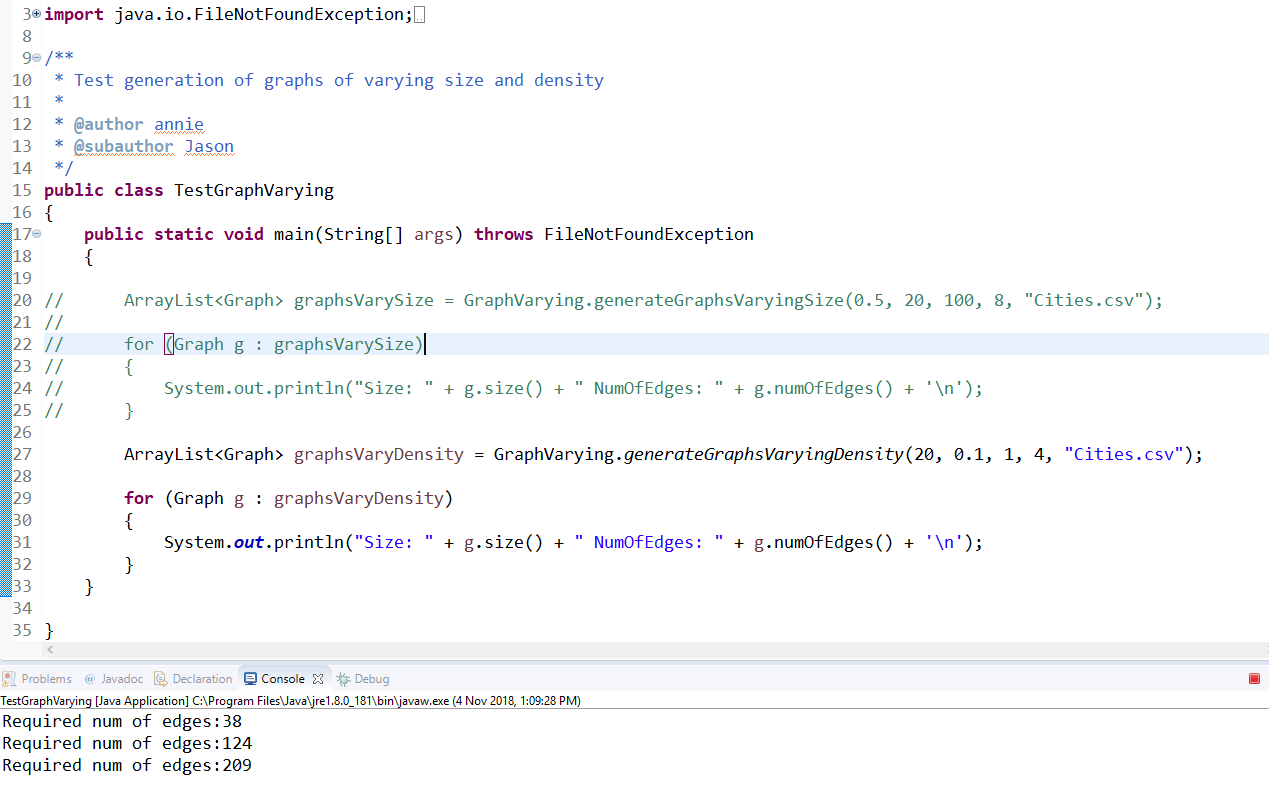 3 import java.io.FileNotFoundException;
8
9 /**
10  * Test generation of graphs of varying size and density
11  *
12  * @author annie
13  * @subauthor Jason
14  */
15 public class TestGraphVarying
16 {
17     public static void main(String[] args) throws FileNotFoundException
18     {
19
20 //      ArrayList<Graph> graphsVarySize = GraphVarying.generateGraphsVaryingSize(0.5, 20, 100, 8, "Cities.csv");
21 //
22 //      for (Graph g : graphsVarySize)
23 //      {
24 //          System.out.println("Size: " + g.size() + " NumOfEdges: " + g.numOfEdges() + '\n');
25 //      }
26
27         ArrayList<Graph> graphsVaryDensity = GraphVarying.generateGraphsVaryingDensity(20, 0.1, 1, 4, "Cities.csv");
28
29         for (Graph g : graphsVaryDensity)
30         {
31             System.out.println("Size: " + g.size() + " NumOfEdges: " + g.numOfEdges() + '\n');
32         }
33     }
34
35 }
Problems @ Javadoc Declaration Console Debug
TestGraphVarying [Java Application] C:\Program Files\Java\jre1.8.0_181\bin\javaw.exe (4 Nov 2018, 1:09:28 PM)
Required num of edges:38
Required num of edges:124
Required num of edges:209